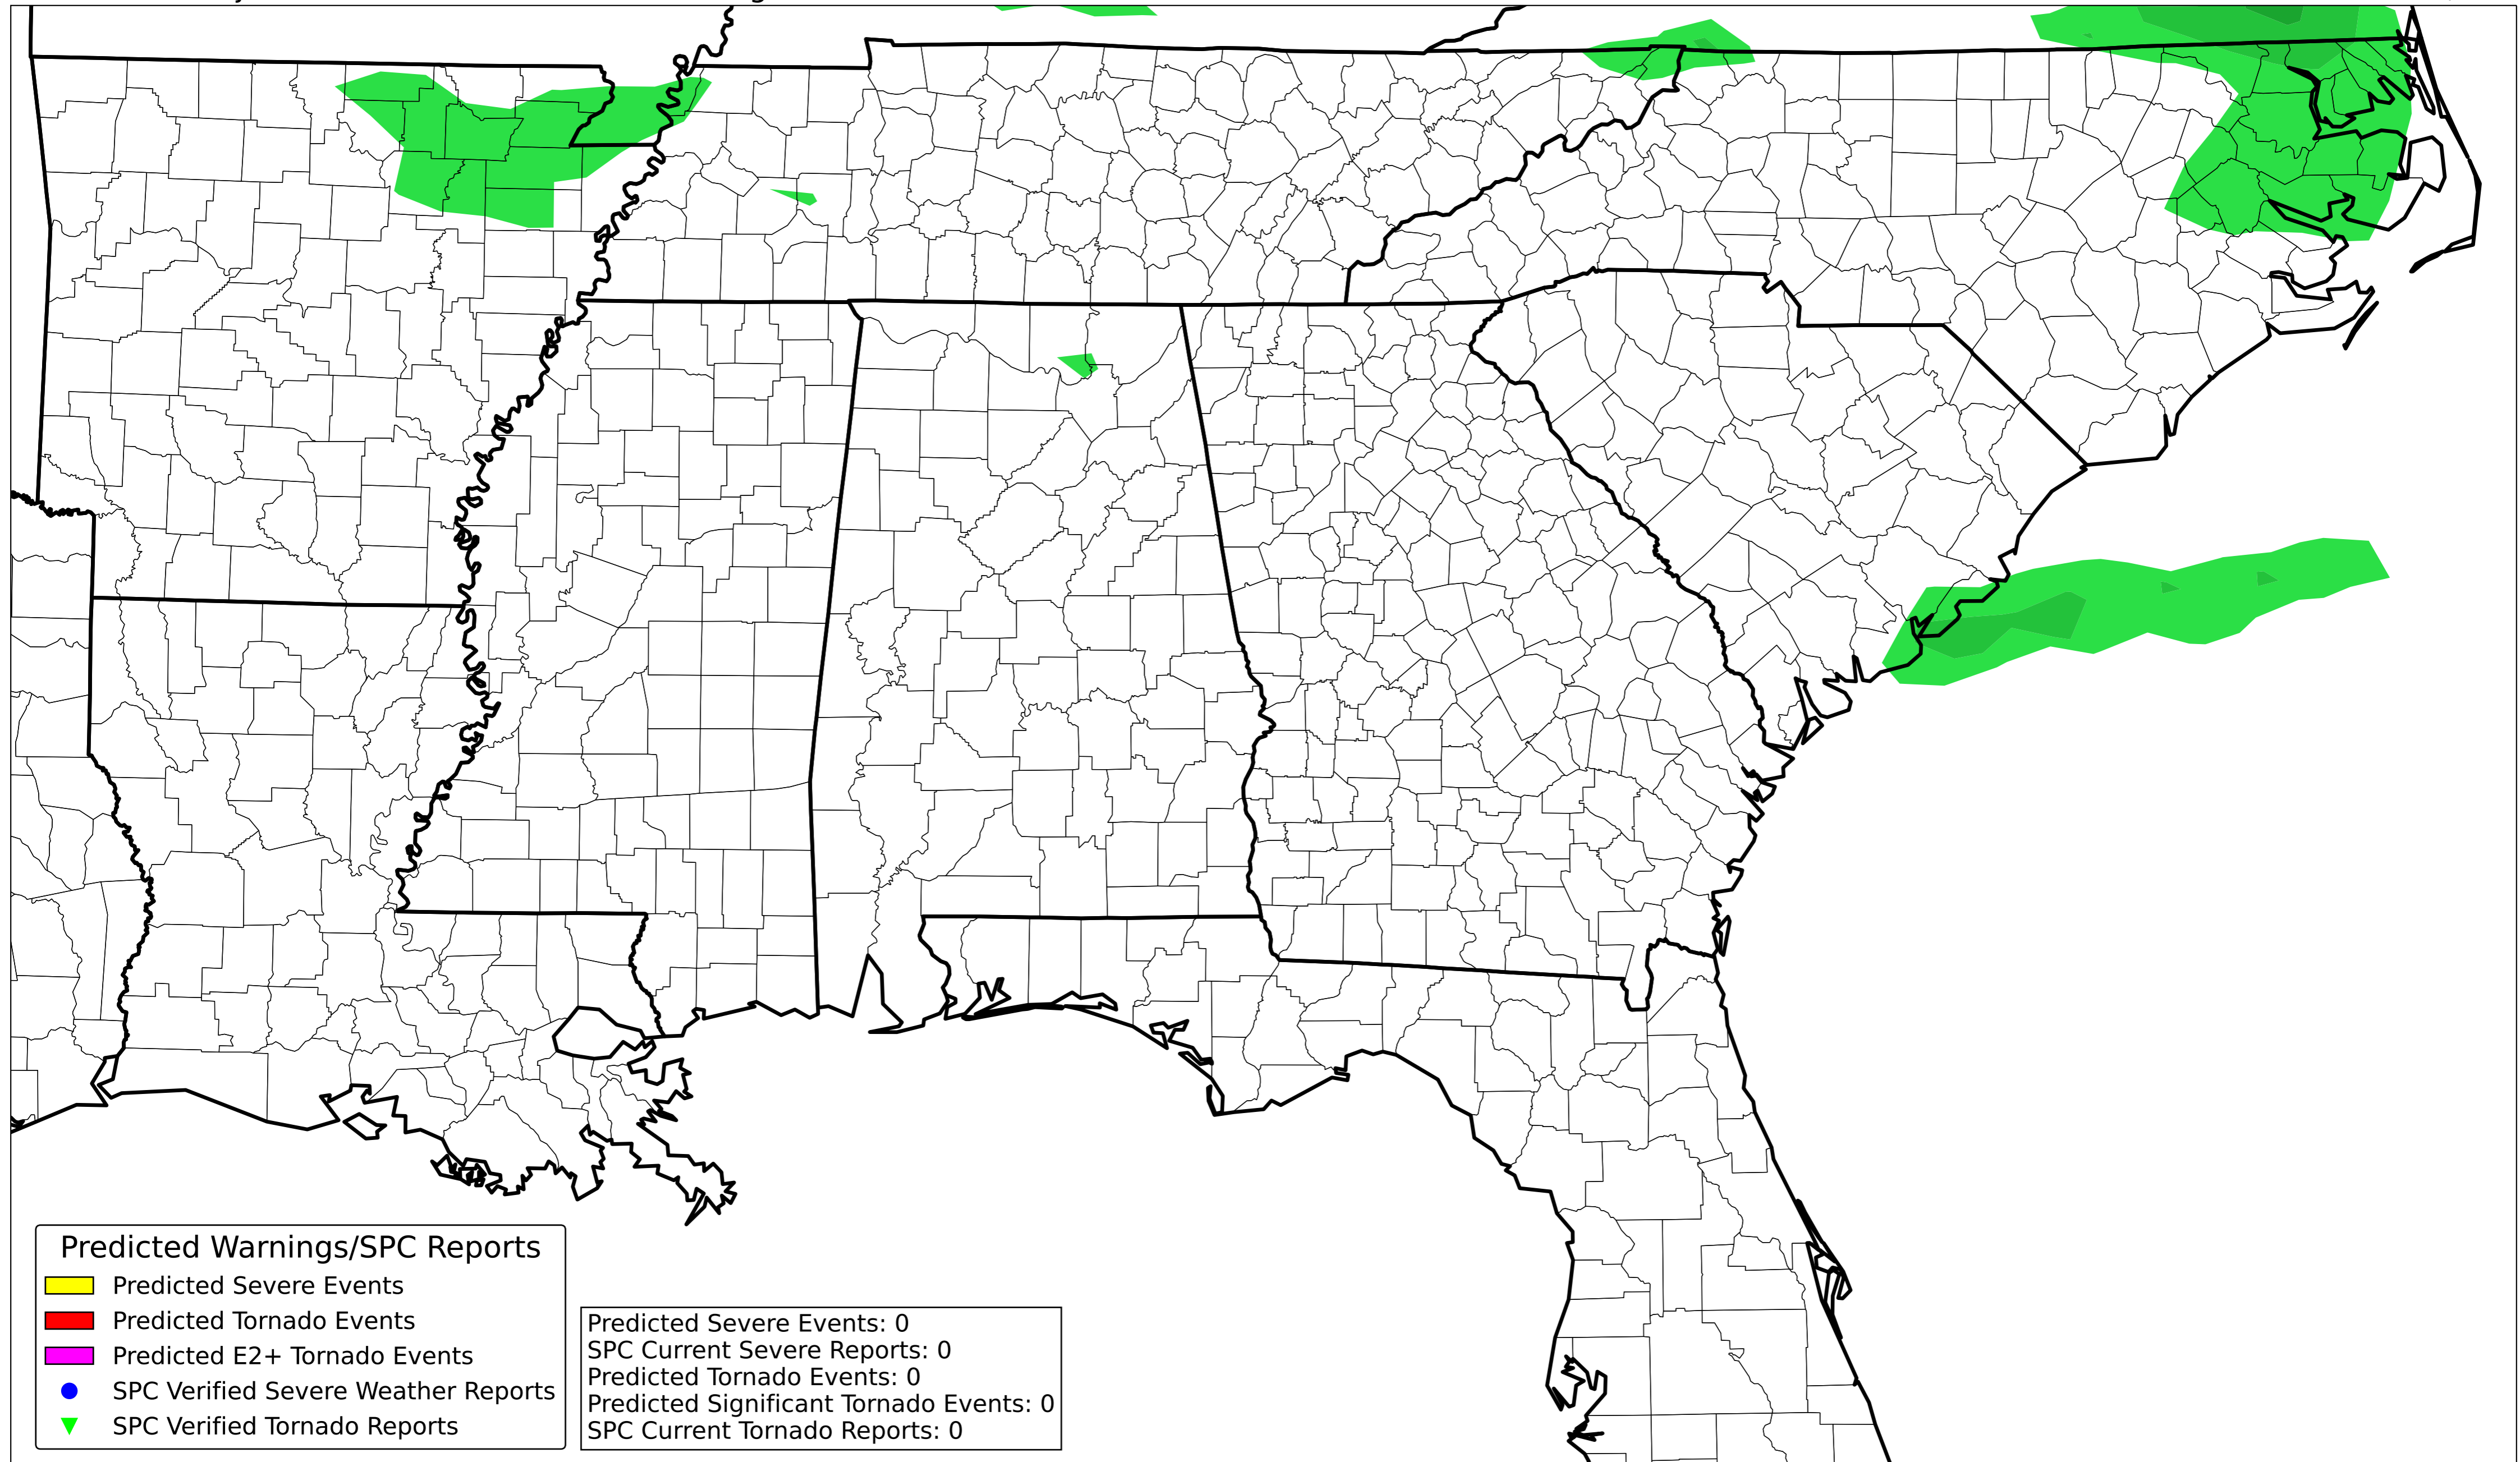 Predicted Warnings/SPC Reports
Predicted Severe Events
Predicted Tornado Events
Predicted E2+ Tornado Events
SPC Verified Severe Weather Reports
SPC Verified Tornado Reports
Predicted Severe Events: 0
SPC Current Severe Reports: 0
Predicted Tornado Events: 0
Predicted Significant Tornado Events: 0
SPC Current Tornado Reports: 0